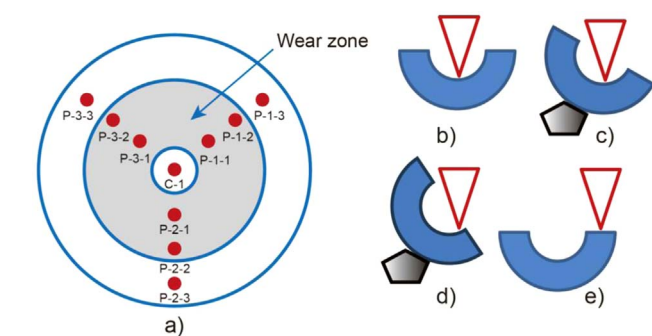 Wear zone
P-3-3
P-1-3
P-3-2
P-1-2
P-3-1
P-1-1
C-1
P-2-1
P-2-2
P-2-3
a)
b)
c)
d)
e)